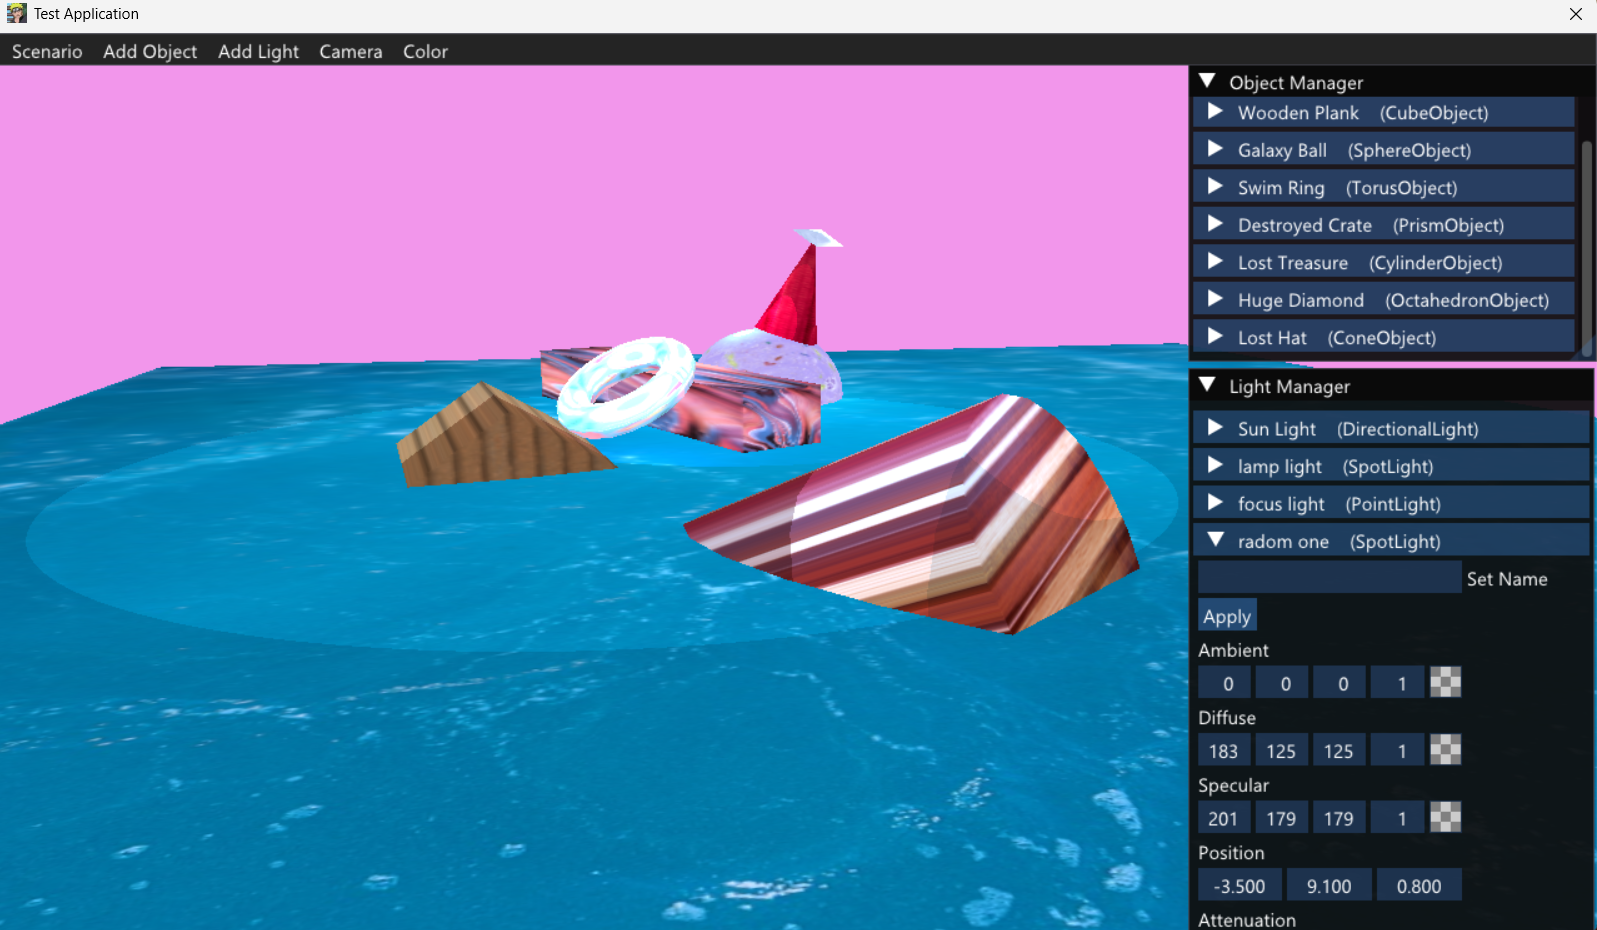 Test Application
Scenario Add Object Add Light Camera Color
Object Manager
Wooden Plank (CubeObject)
Galaxy Ball (SphereObject)
Swim Ring (TorusObject)
Destroyed Crate (PrismObject)
Lost Treasure (CylinderObject)
Huge Diamond (OctahedronObject)
Lost Hat (ConeObject)
Light Manager
Sun Light (DirectionalLight)
lamp light (SpotLight)
focus light (PointLight)
radom one (SpotLight)
Set Name
Apply
Ambient
0 0 0 1
Diffuse
183 125 125 1
Specular
201 179 179 1
Position
-3.500 9.100 0.800
Attenuation